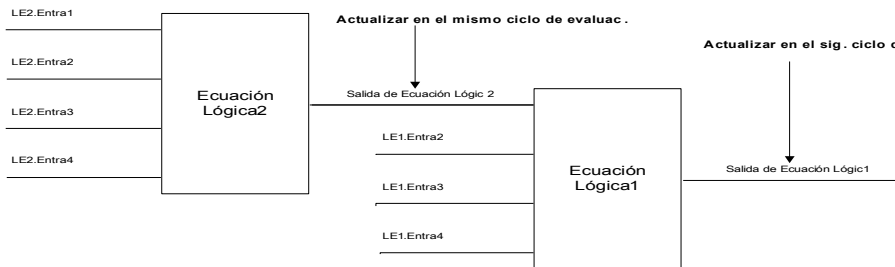 LE2.Entra1
Actualizar en el mismo ciclo de evaluac.
LE2.Entra2
Actualizar en el sig. ciclo d
Ecuación
Lógica2
Salida de Ecuación Lógic 2
LE2.Entra3
LE1.Entra2
LE2.Entra4
Ecuación
Lógica1
Salida de Ecuación Lógic1
LE1.Entra3
LE1.Entra4